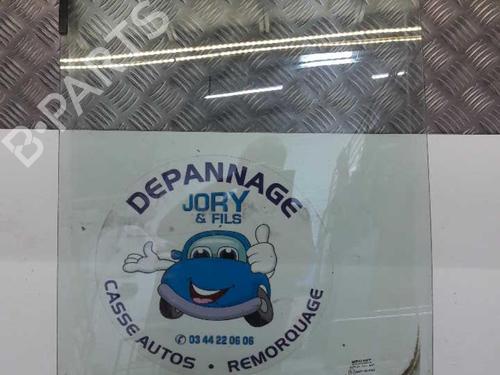 B-PARTS
DEPANNAGE
JORY
& FILS
03 44 22 06 06
CASSE AUTOS • REMORQUAGE